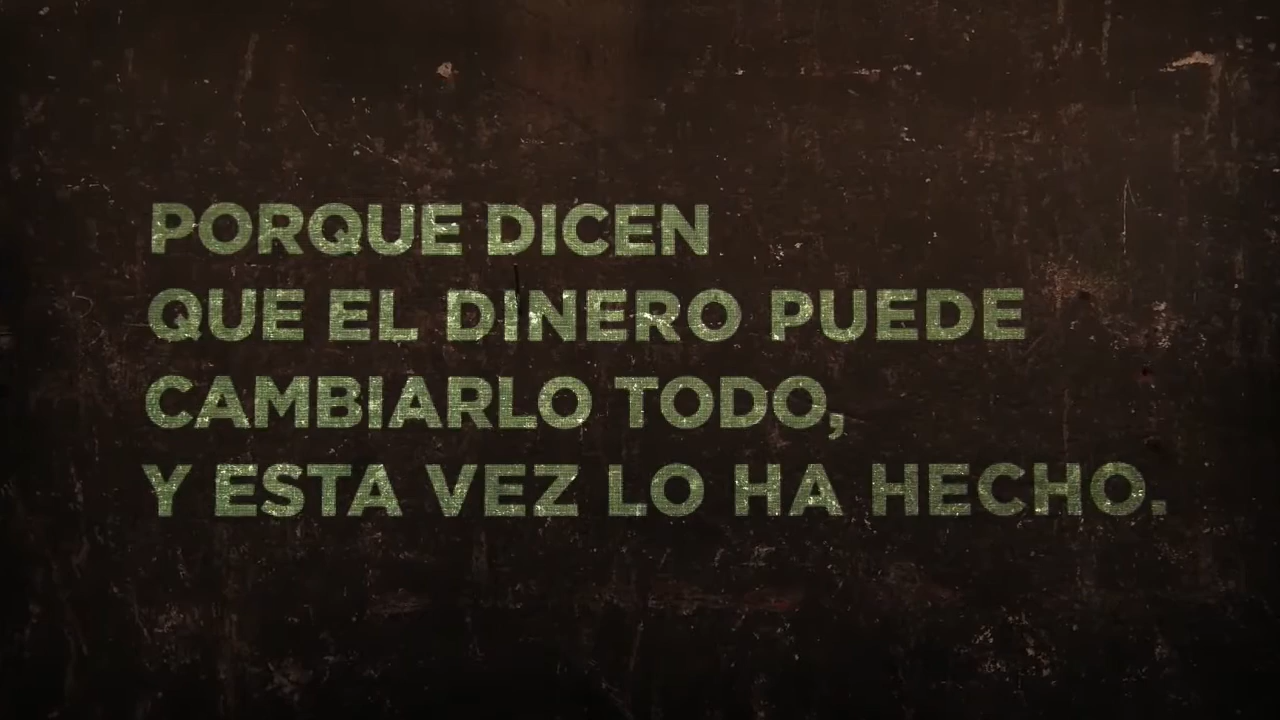 PORQUE DICEN
QUE EL DINERO PUEDE
CAMBIARLO TODO,
Y ESTA VEZ LO HA HECHO.